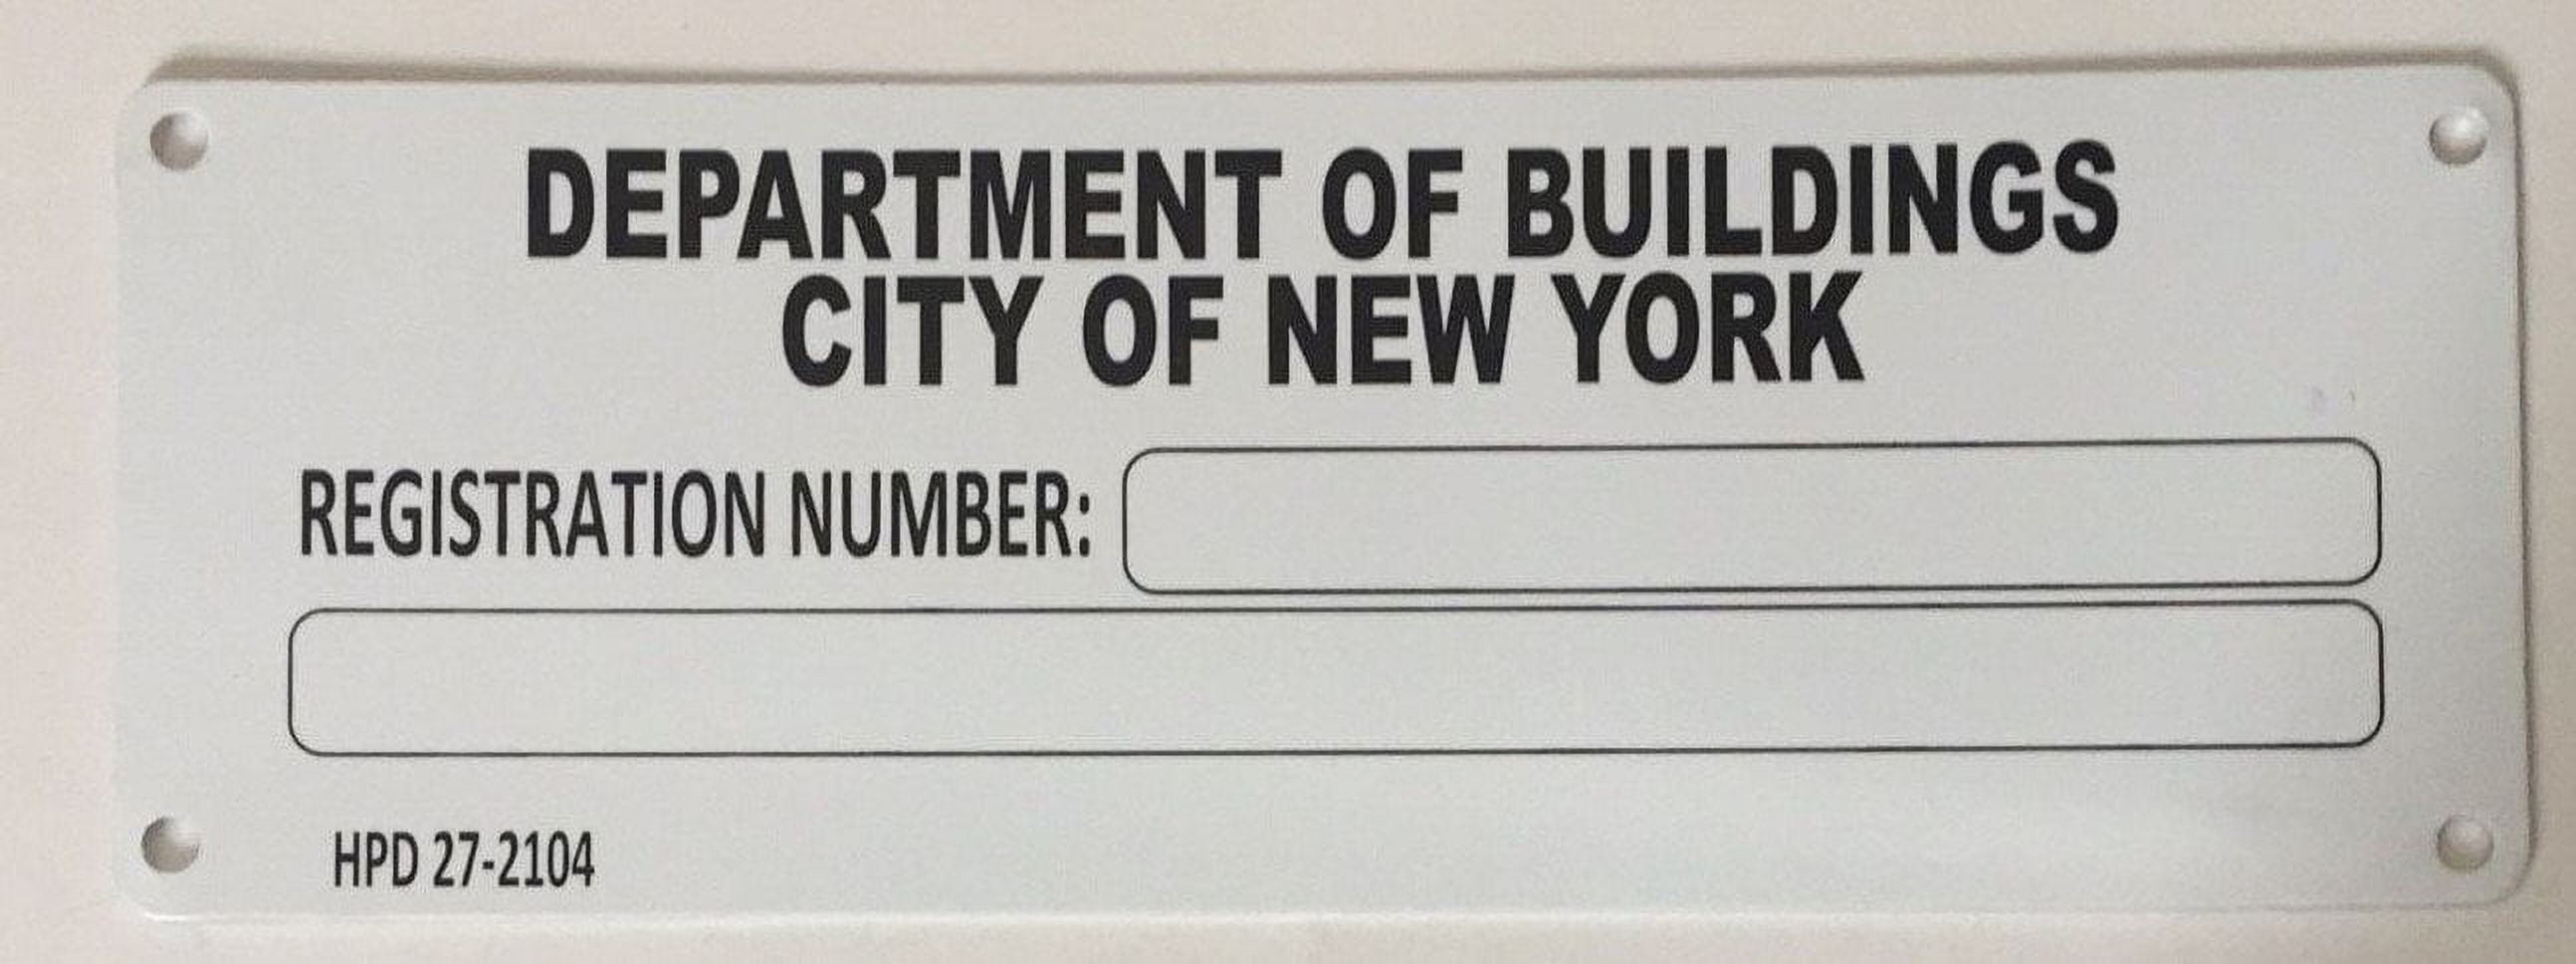 DEPARTMENT OF BUILDINGS
CITY OF NEW YORK
REGISTRATION NUMBER:
HPD 27-2104